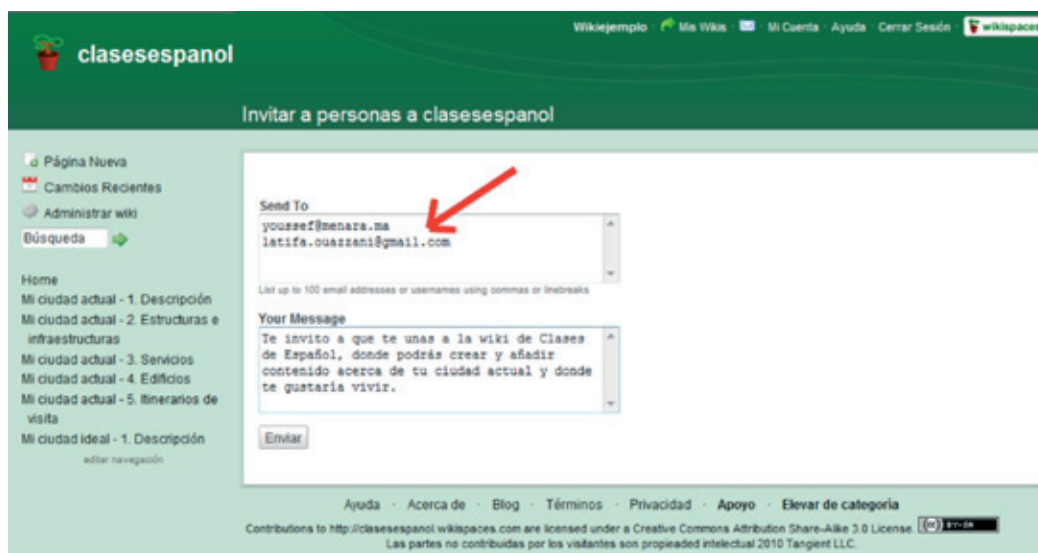 Wikiejemplo · Mis Wikis · Mi Cuenta · Ayuda · Cerrar Sesión · wikispaces
clasesespanol
Invitar a personas a clasesespanol
Página Nueva
Cambios Recientes
Administrar wiki
Búsqueda
Home
Mi ciudad actual - 1. Descripción
Mi ciudad actual - 2. Estructuras e
infraestructuras
Mi ciudad actual - 3. Servicios
Mi ciudad actual - 4. Edificios
Mi ciudad actual - 5. Itinerarios de
visita
Mi ciudad ideal - 1. Descripción
editar navegación
Send To
youssef@menara.ma
latifa.ouazzani@gmail.com
List up to 100 email addresses or usernames using commas or linebreaks
Your Message
Te invito a que te unas a la wiki de Clases
de Español, donde podrás crear y añadir
contenido acerca de tu ciudad actual y donde
te gustaría vivir.
Enviar
Ayuda · Acerca de · Blog · Términos · Privacidad · Apoyo · Elevar de categoría
Contributions to http://clasesespanol.wikispaces.com are licensed under a Creative Commons Attribution Share-Alike 3.0 License. (cc) BY-SA
Las partes no contribuidas por los visitantes son propieaded intelectual 2010 Tangient LLC.